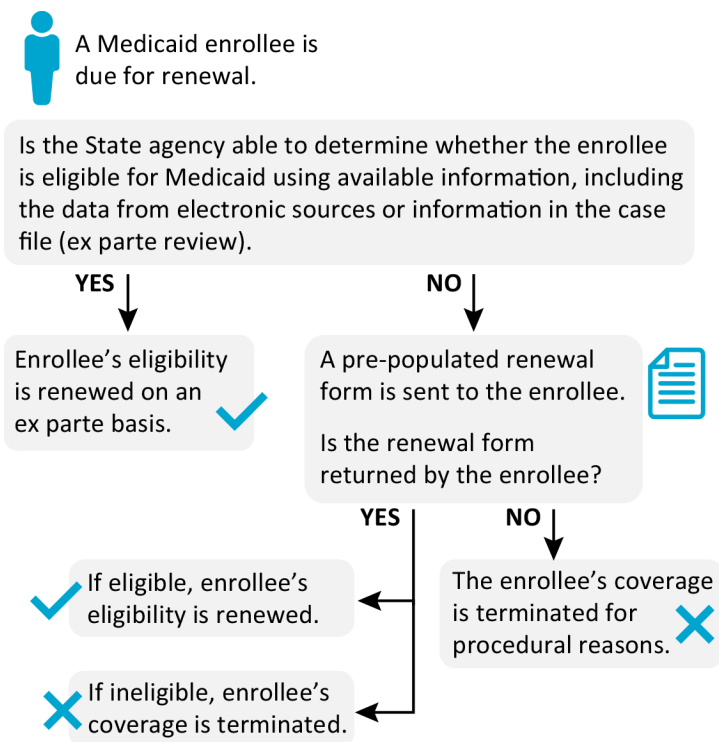 A Medicaid enrollee is
due for renewal.
Is the State agency able to determine whether the enrollee
is eligible for Medicaid using available information, including
the data from electronic sources or information in the case
file (ex parte review).
YES
NO
Enrollee's eligibility
is renewed on an
ex parte basis.
A pre-populated renewal
form is sent to the enrollee.
Is the renewal form
returned by the enrollee?
YES
NO
If eligible, enrollee's
eligibility is renewed.
The enrollee's coverage
is terminated for
procedural reasons.
If ineligible, enrollee's
coverage is terminated.